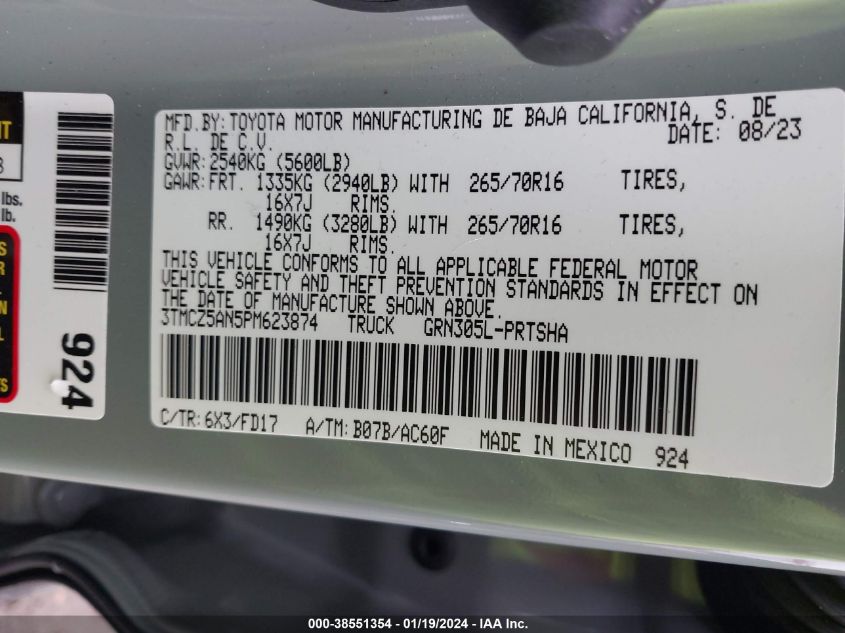 MFD.BY: TOYOTA MOTOR MANUFACTURING DE BAJA CALIFORNIA, S. DE
R.L. DE C.V. DATE: 08/23
GVWR: 2540KG (5600LB)
GAWR: FRT. 1335KG (2940LB) WITH 265/70R16 TIRES,
16X7J RIMS.
RR. 1490KG (3280LB) WITH 265/70R16 TIRES,
16X7J RIMS.
THIS VEHICLE CONFORMS TO ALL APPLICABLE FEDERAL MOTOR
VEHICLE SAFETY AND THEFT PREVENTION STANDARDS IN EFFECT ON
THE DATE OF MANUFACTURE SHOWN ABOVE.
3TMCZ5AN5PM623874 TRUCK GRN305L-PRTSHA
C/TR: 6X3/FD17 A/TM: B07B/AC60F MADE IN MEXICO 924
lbs.
lb.
924
000-38551354 - 01/19/2024 - IAA Inc.